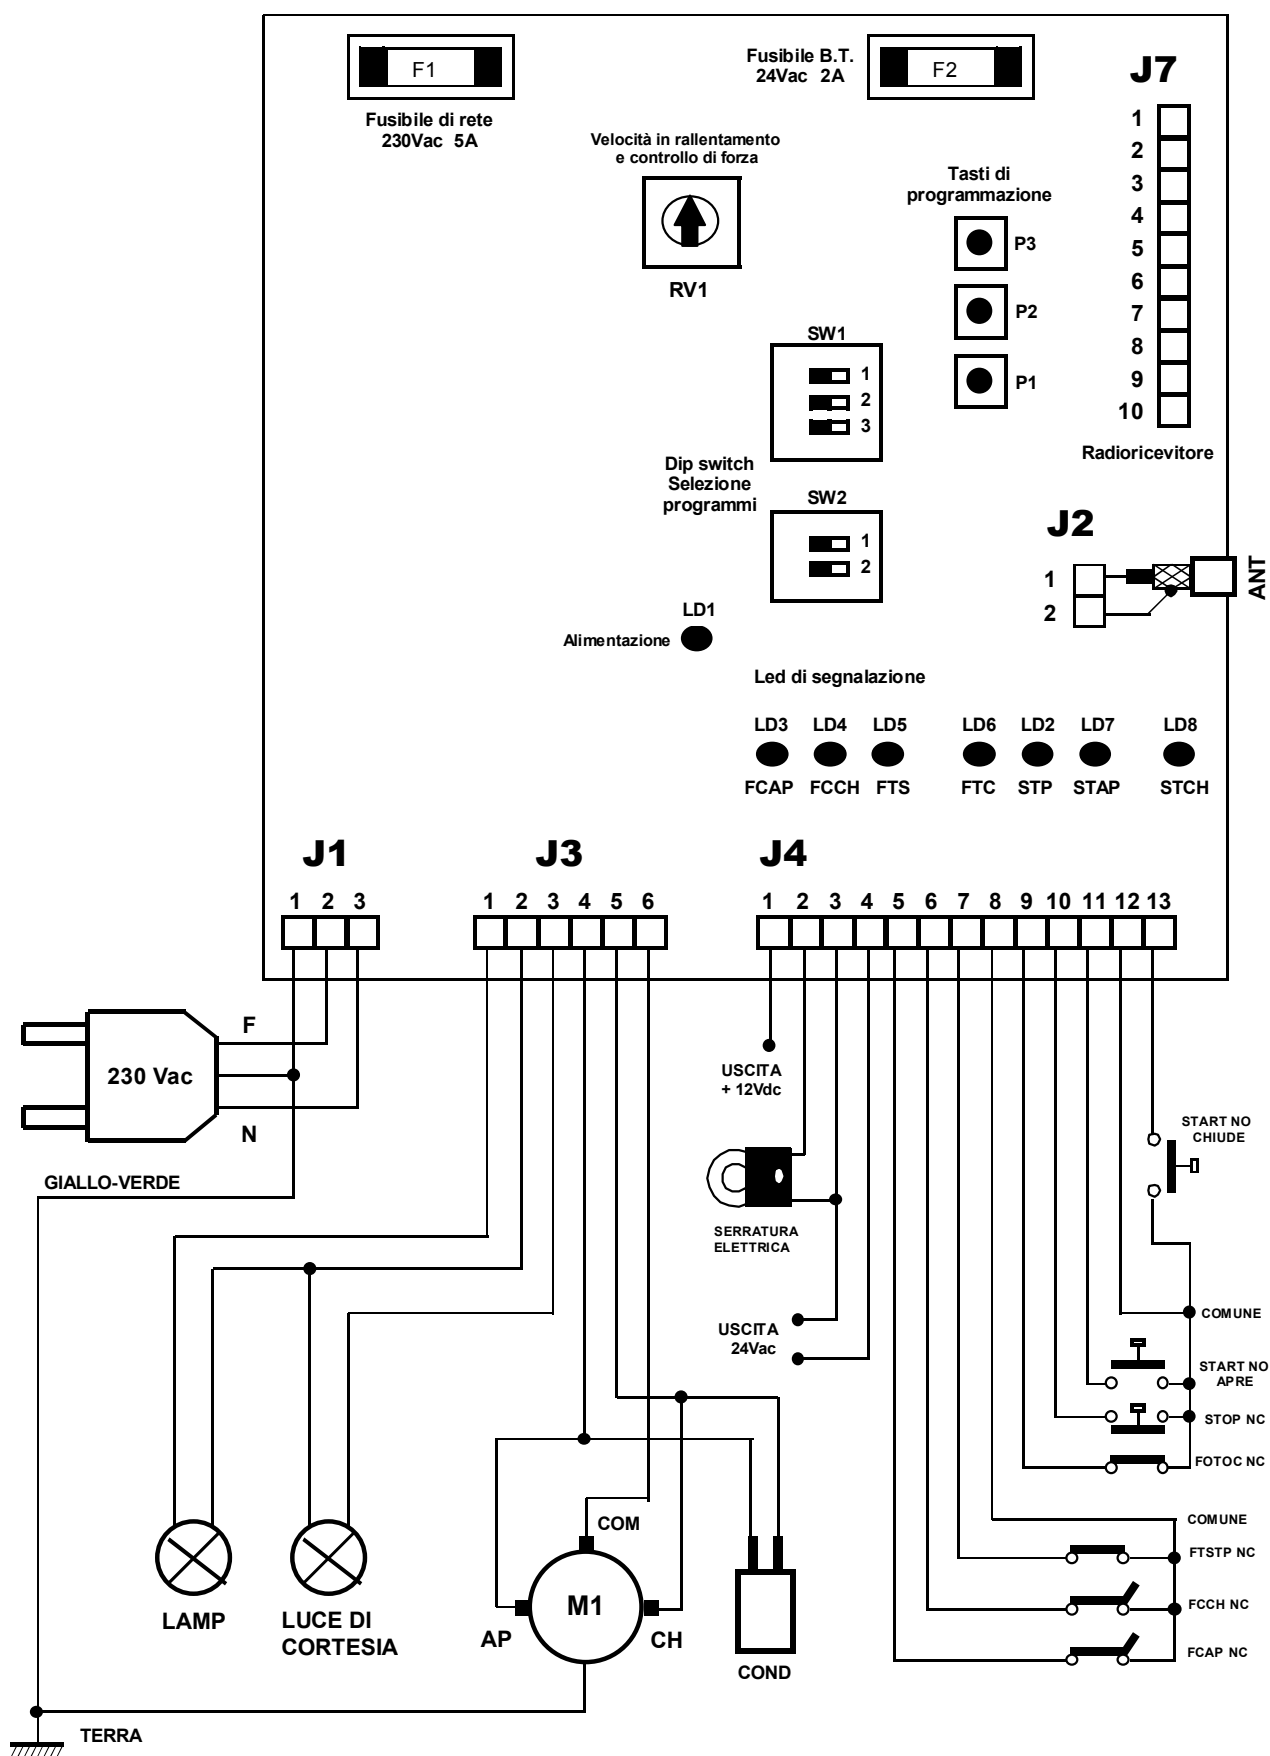 F1
Fusibile di rete
230Vac 5A
Fusibile B.T.
24Vac 2A
F2
J7
1
2
3
4
5
6
7
8
9
10
Radioricevitore
Velocità in rallentamento
e controllo di forza
RV1
Tasti di
programmazione
P3
P2
P1
SW1
1
2
3
Dip switch
Selezione
programmi
SW2
1
2
J2
1
2
ANT
LD1
Alimentazione
Led di segnalazione
LD3 LD4 LD5 LD6 LD2 LD7 LD8
FCAP FCCH FTS FTC STP STAP STCH
J1 J3 J4
1 2 3
1 2 3 4 5 6
1 2 3 4 5 6 7 8 9 10 11 12 13
F
230 Vac
N
GIALLO-VERDE
USCITA
+ 12Vdc
SERRATURA
ELETTRICA
USCITA
24Vac
START NO
CHIUDE
COMUNE
START NO
APRE
STOP NC
FOTOC NC
COMUNE
FTSTP NC
FCCH NC
FCAP NC
LAMP
LUCE DI
CORTESIA
COM
M1
AP
CH
COND
TERRA